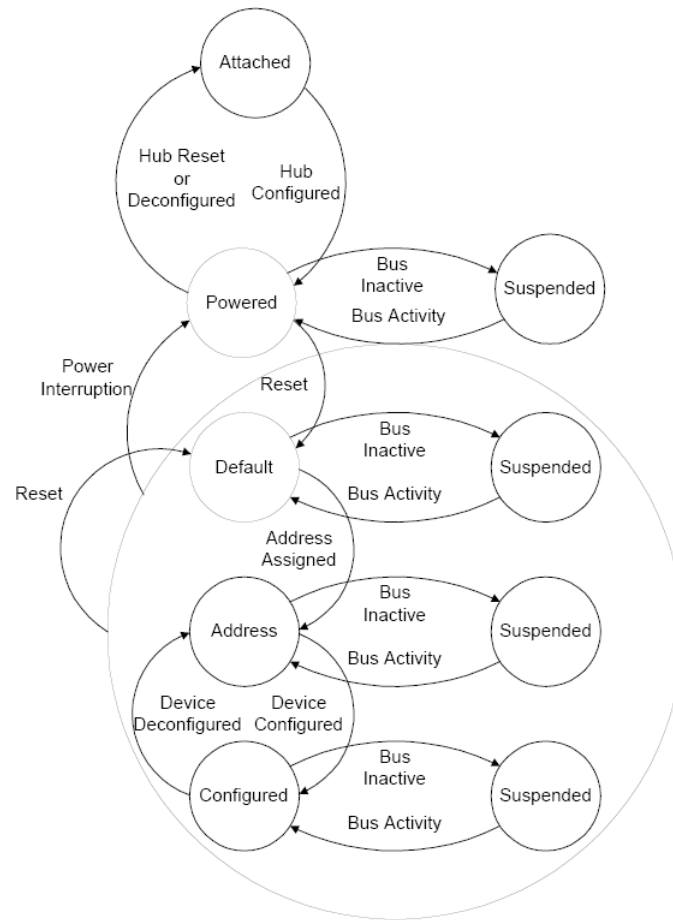 Attached
Hub Reset
or
Deconfigured
Hub
Configured
Powered
Bus
Inactive
Suspended
Bus Activity
Power
Interruption
Reset
Default
Bus
Inactive
Suspended
Reset
Bus Activity
Address
Assigned
Address
Bus
Inactive
Suspended
Bus Activity
Device
Deconfigured
Device
Configured
Configured
Bus
Inactive
Suspended
Bus Activity